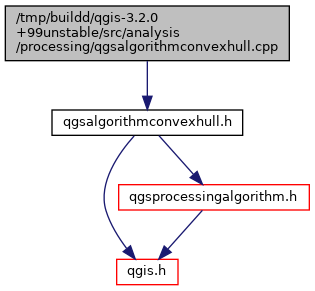 /tmp/buildd/qgis-3.2.0
+99unstable/src/analysis
/processing/qgsalgorithmconvexhull.cpp
qgsalgorithmconvexhull.h
qgsprocessingalgorithm.h
qgis.h